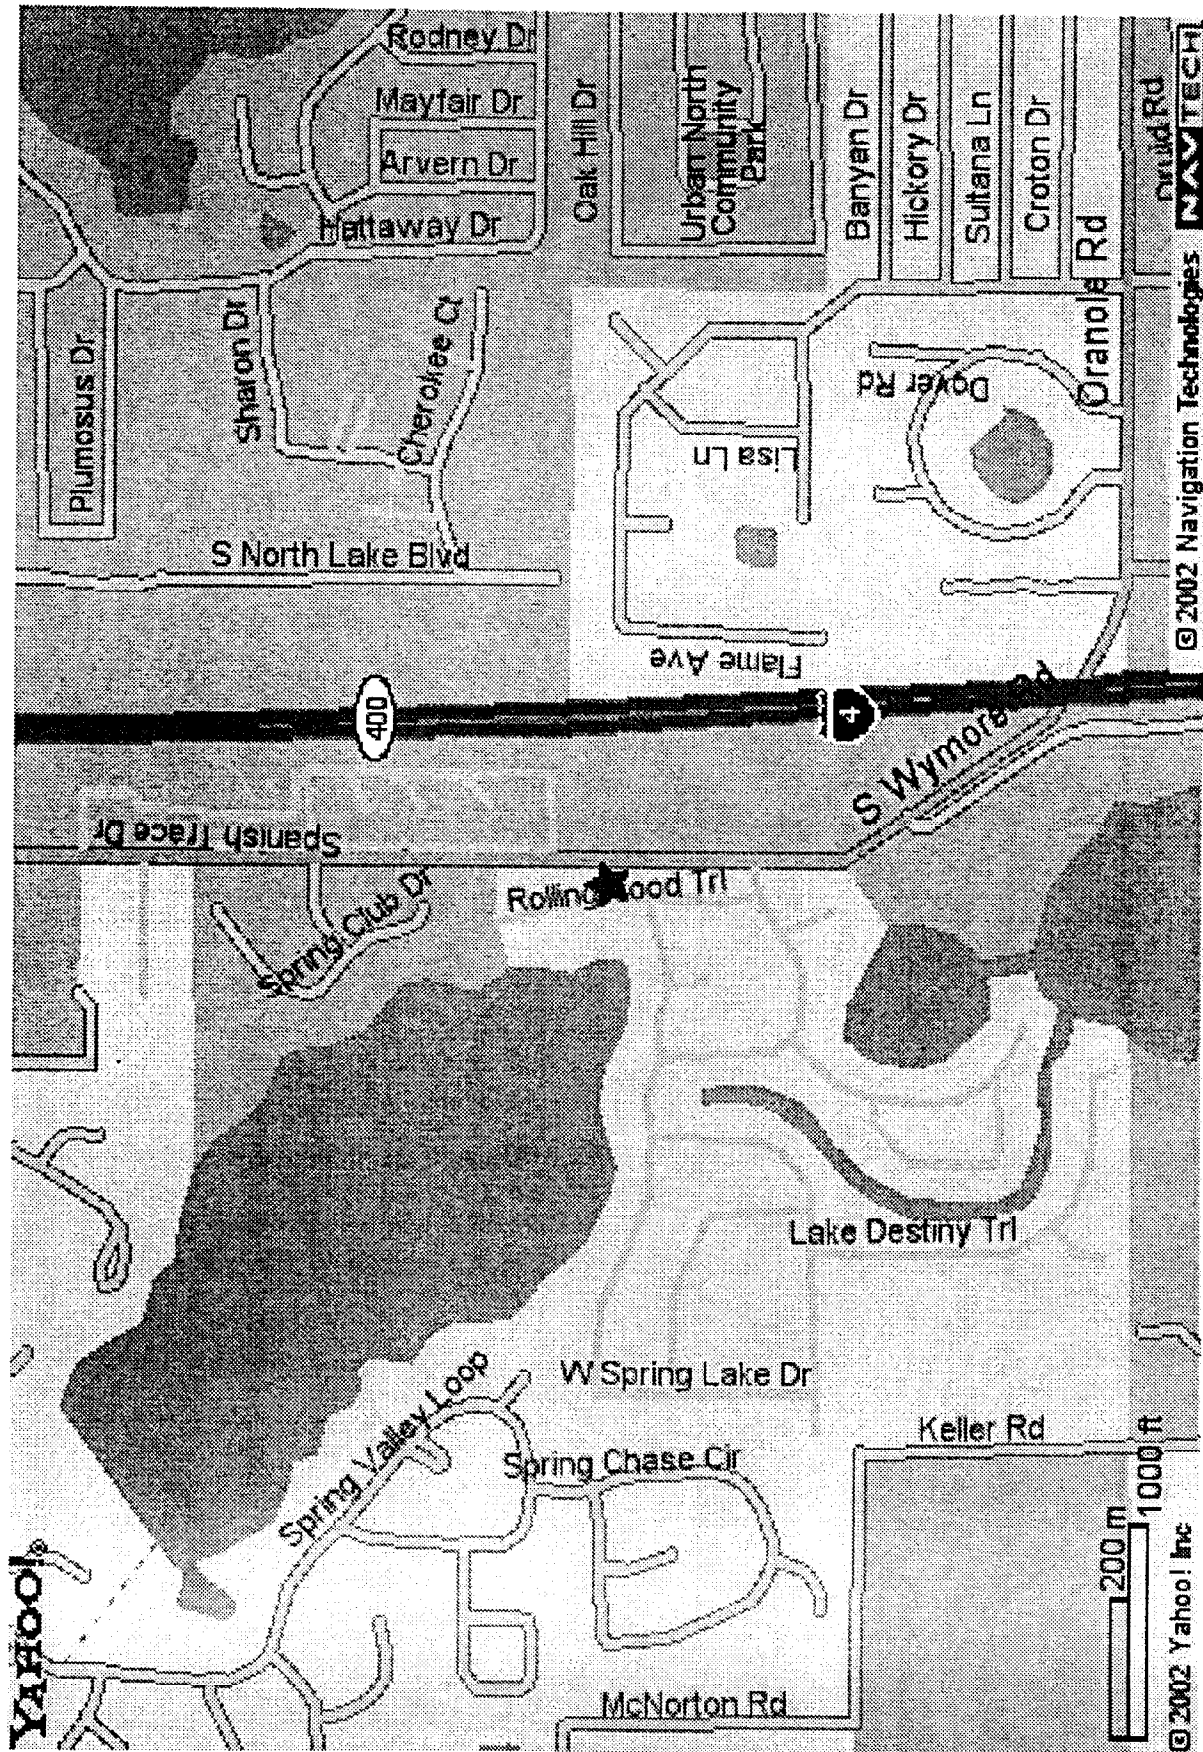 YAHOO!®
Rodney Dr
Mayfair Dr
Arvern Dr
Hattaway Dr
Oak Hill Dr
Urban North
Community
Park
Banyan Dr
Hickory Dr
Sultana Ln
Croton Dr
Druid Rd
Oranole Rd
Plumosus Dr
Sharon Dr
Cherokee Ct
S North Lake Blvd
Lisa Ln
Dover Rd
Flame Ave
400
4
S Wymore Rd
Spanish Trace Dr
Spring Club Dr
Rolling Wood Trl
Lake Destiny Trl
W Spring Lake Dr
Spring Valley Loop
Spring Chase Cir
Keller Rd
McNorton Rd
200 m
1000 ft
© 2002 Yahoo! Inc
© 2002 Navigation Technologies NAVTECH